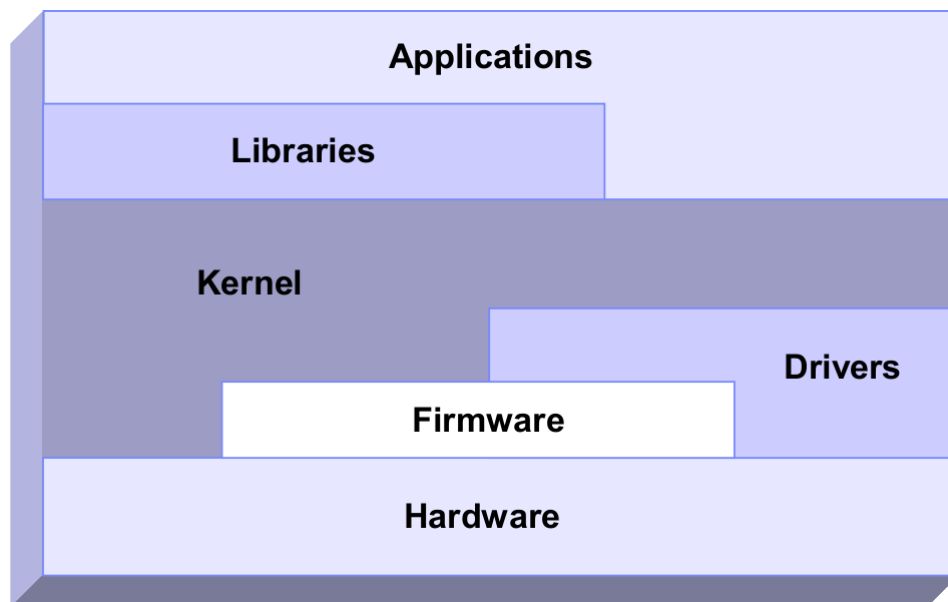 Applications
Libraries
Kernel
Drivers
Firmware
Hardware